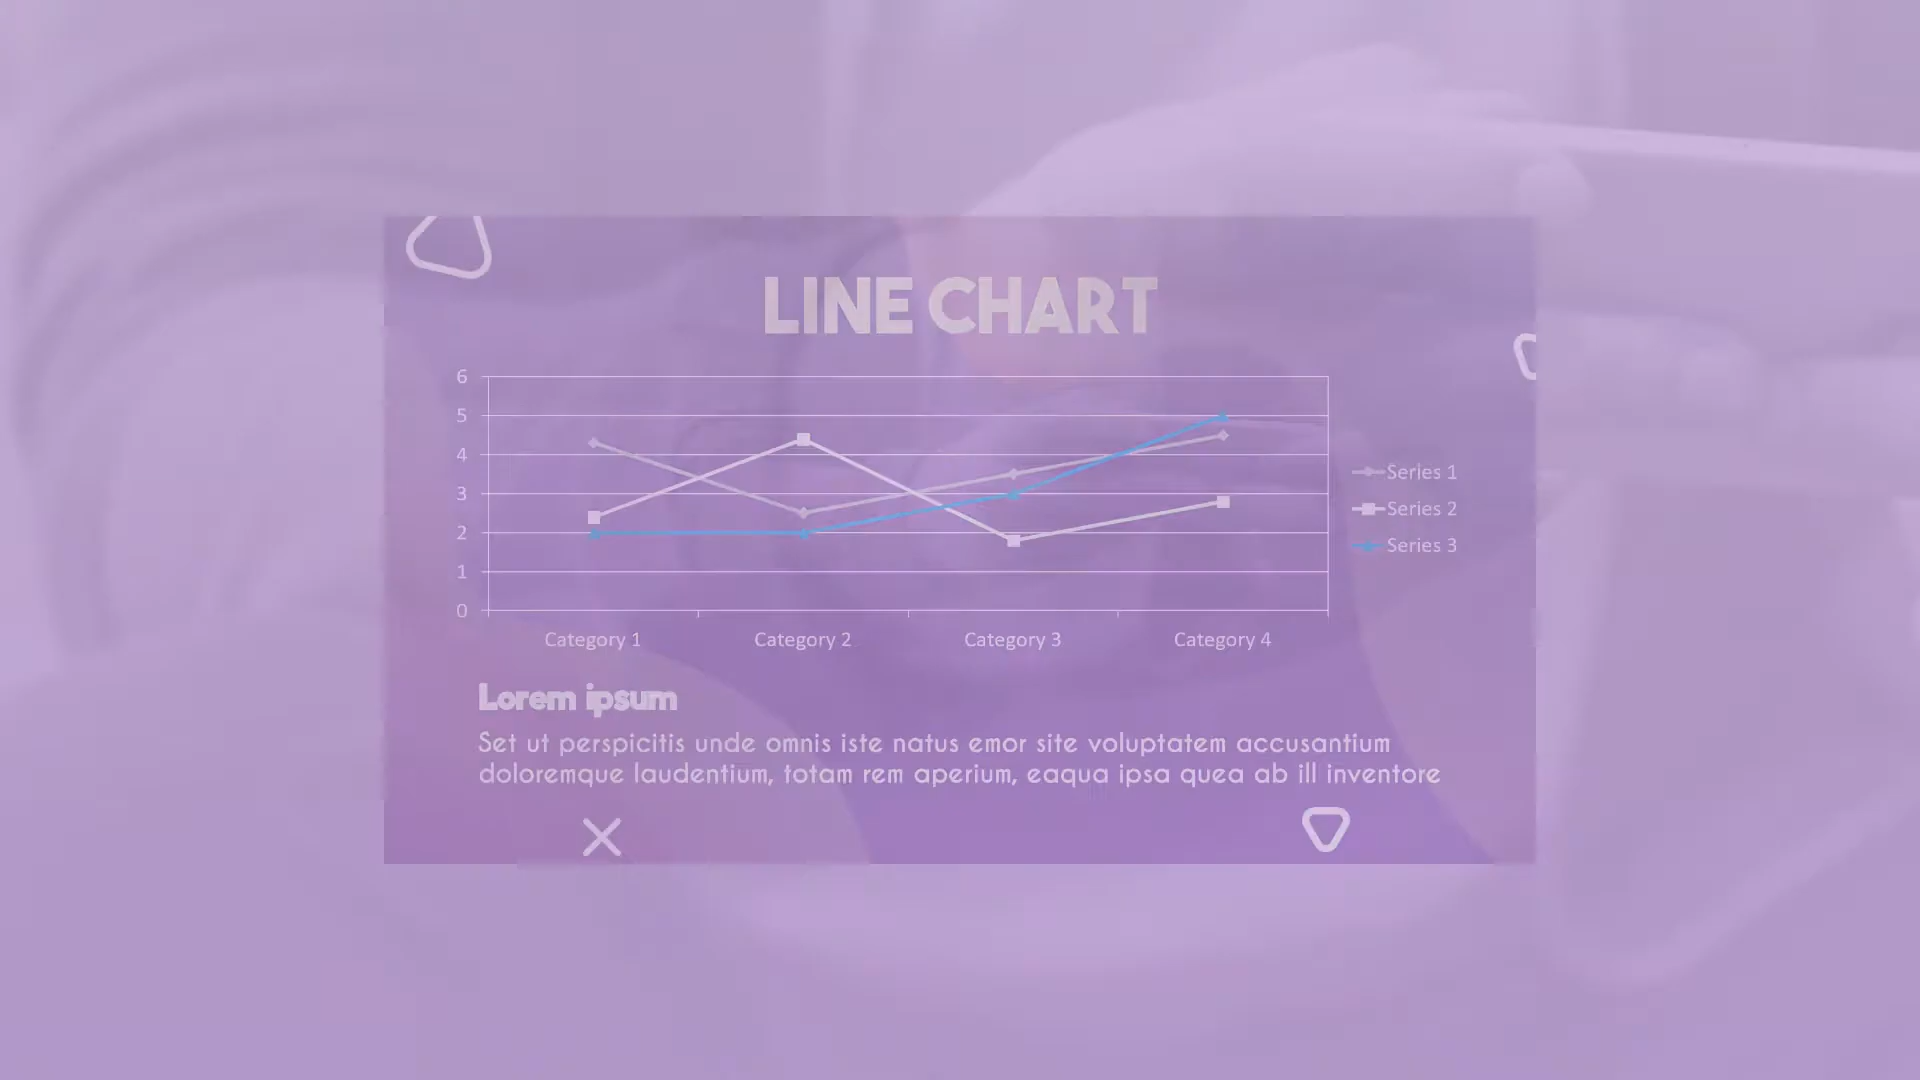 LINE CHART
6
5
4
3
2
1
0
Category 1 Category 2 Category 3 Category 4
Series 1
Series 2
Series 3
Lorem ipsum
Set ut perspicitis unde omnis iste natus emor site voluptatem accusantium
doloremque laudentium, totam rem aperium, eaqua ipsa quea ab ill inventore